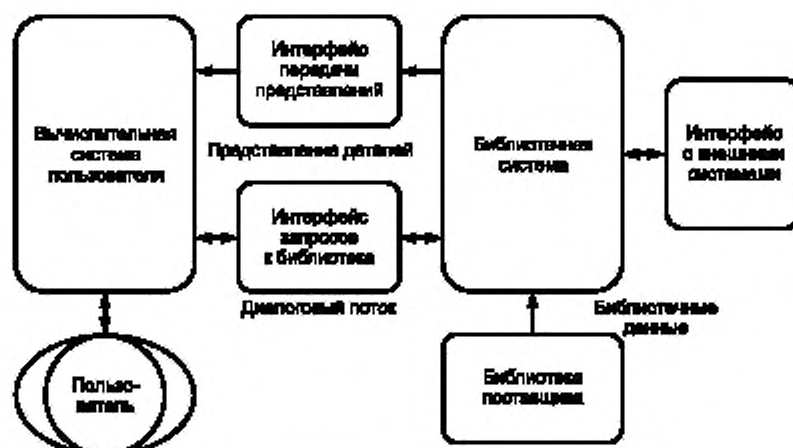 Интерфейс
передачи
представлений
Вычислительная
система
пользователя
Представление деталей
Библиотечная
система
Интерфейс
с внешними
системами
Интерфейс
запросов
к библиотеке
Диалоговый поток
Библиотечные
данные
Пользо-
ватель
Библиотека
поставщика